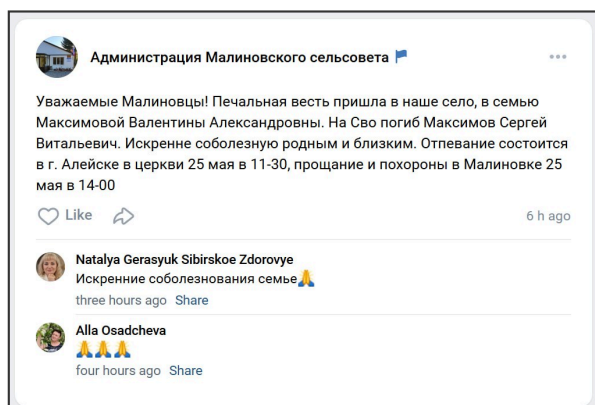 Администрация Малиновского сельсовета
Уважаемые Малиновцы! Печальная весть пришла в наше село, в семью
Максимовой Валентины Александровны. На Сво погиб Максимов Сергей
Витальевич. Искренне соболезную родным и близким. Отпевание состоится
в г. Алейске в церкви 25 мая в 11-30, прощание и похороны в Малиновке 25
мая в 14-00
Like
6 h ago
Natalya Gerasyuk Sibirskoe Zdorovye
Искренние соболезнования семье🙏
three hours ago Share
Alla Osadcheva
🙏🙏🙏
four hours ago Share